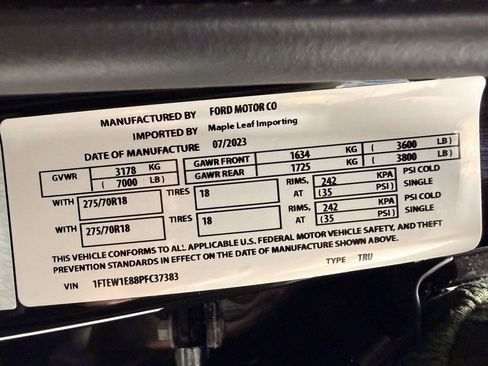 MANUFACTURED BY FORD MOTOR CO
IMPORTED BY Maple Leaf Importing
DATE OF MANUFACTURE 07/2023
GVWR 3178 KG GAWR FRONT 1634 KG ( 3600 LB)
( 7000 LB) GAWR REAR 1725 KG ( 3800 LB)
WITH 275/70R18 TIRES 18 RIMS, 242 KPA PSI COLD
AT (35 PSI) SINGLE
WITH 275/70R18 TIRES 18 RIMS, 242 KPA PSI COLD
AT (35 PSI) SINGLE
THIS VEHICLE CONFORMS TO ALL APPLICABLE U.S. FEDERAL MOTOR VEHICLE SAFETY, AND THEFT
PREVENTION STANDARDS IN EFFECT ON THE DATE OF MANUFACTURE SHOWN ABOVE.
VIN 1FTEW1E88PFC37383 TYPE TRU